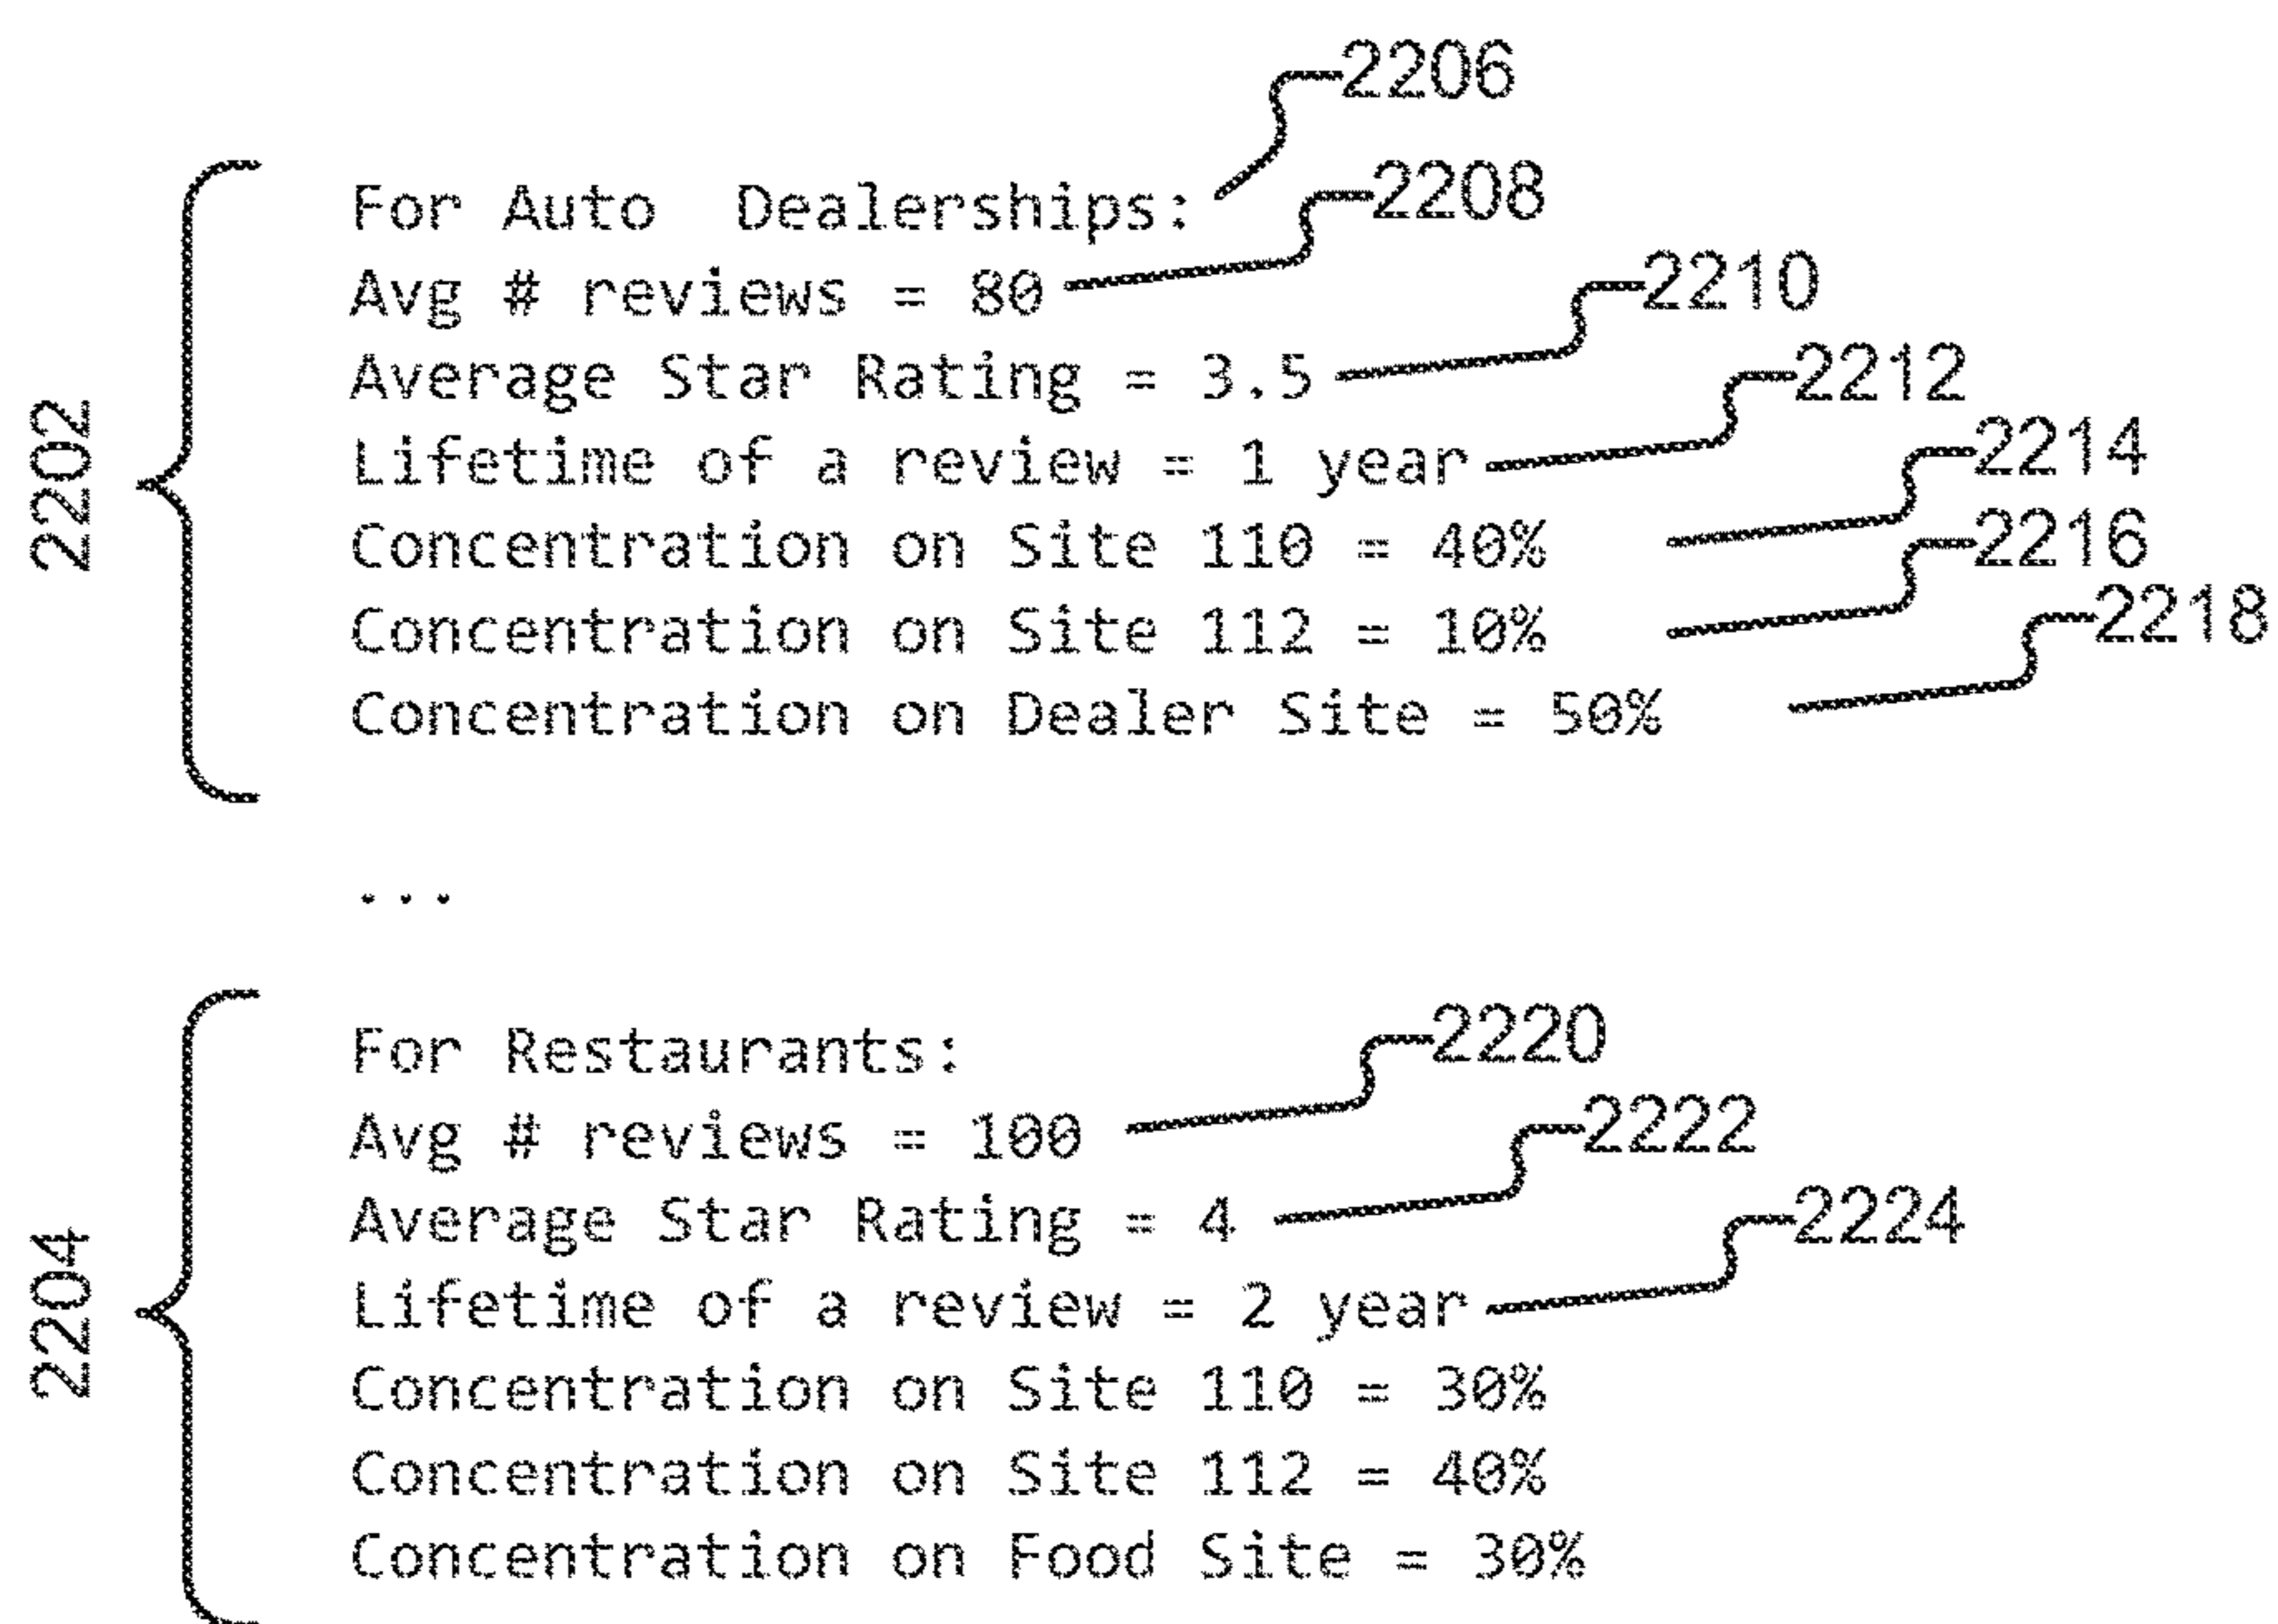 2206
For Auto Dealerships:
2208
Avg # reviews = 80
2210
Average Star Rating = 3.5
2212
Lifetime of a review = 1 year
2214
Concentration on Site 110 = 40%
2216
Concentration on Site 112 = 10%
2218
Concentration on Dealer Site = 50%
2202
...
For Restaurants:
2220
Avg # reviews = 100
2222
Average Star Rating = 4
2224
Lifetime of a review = 2 year
Concentration on Site 110 = 30%
Concentration on Site 112 = 40%
Concentration on Food Site = 30%
2204